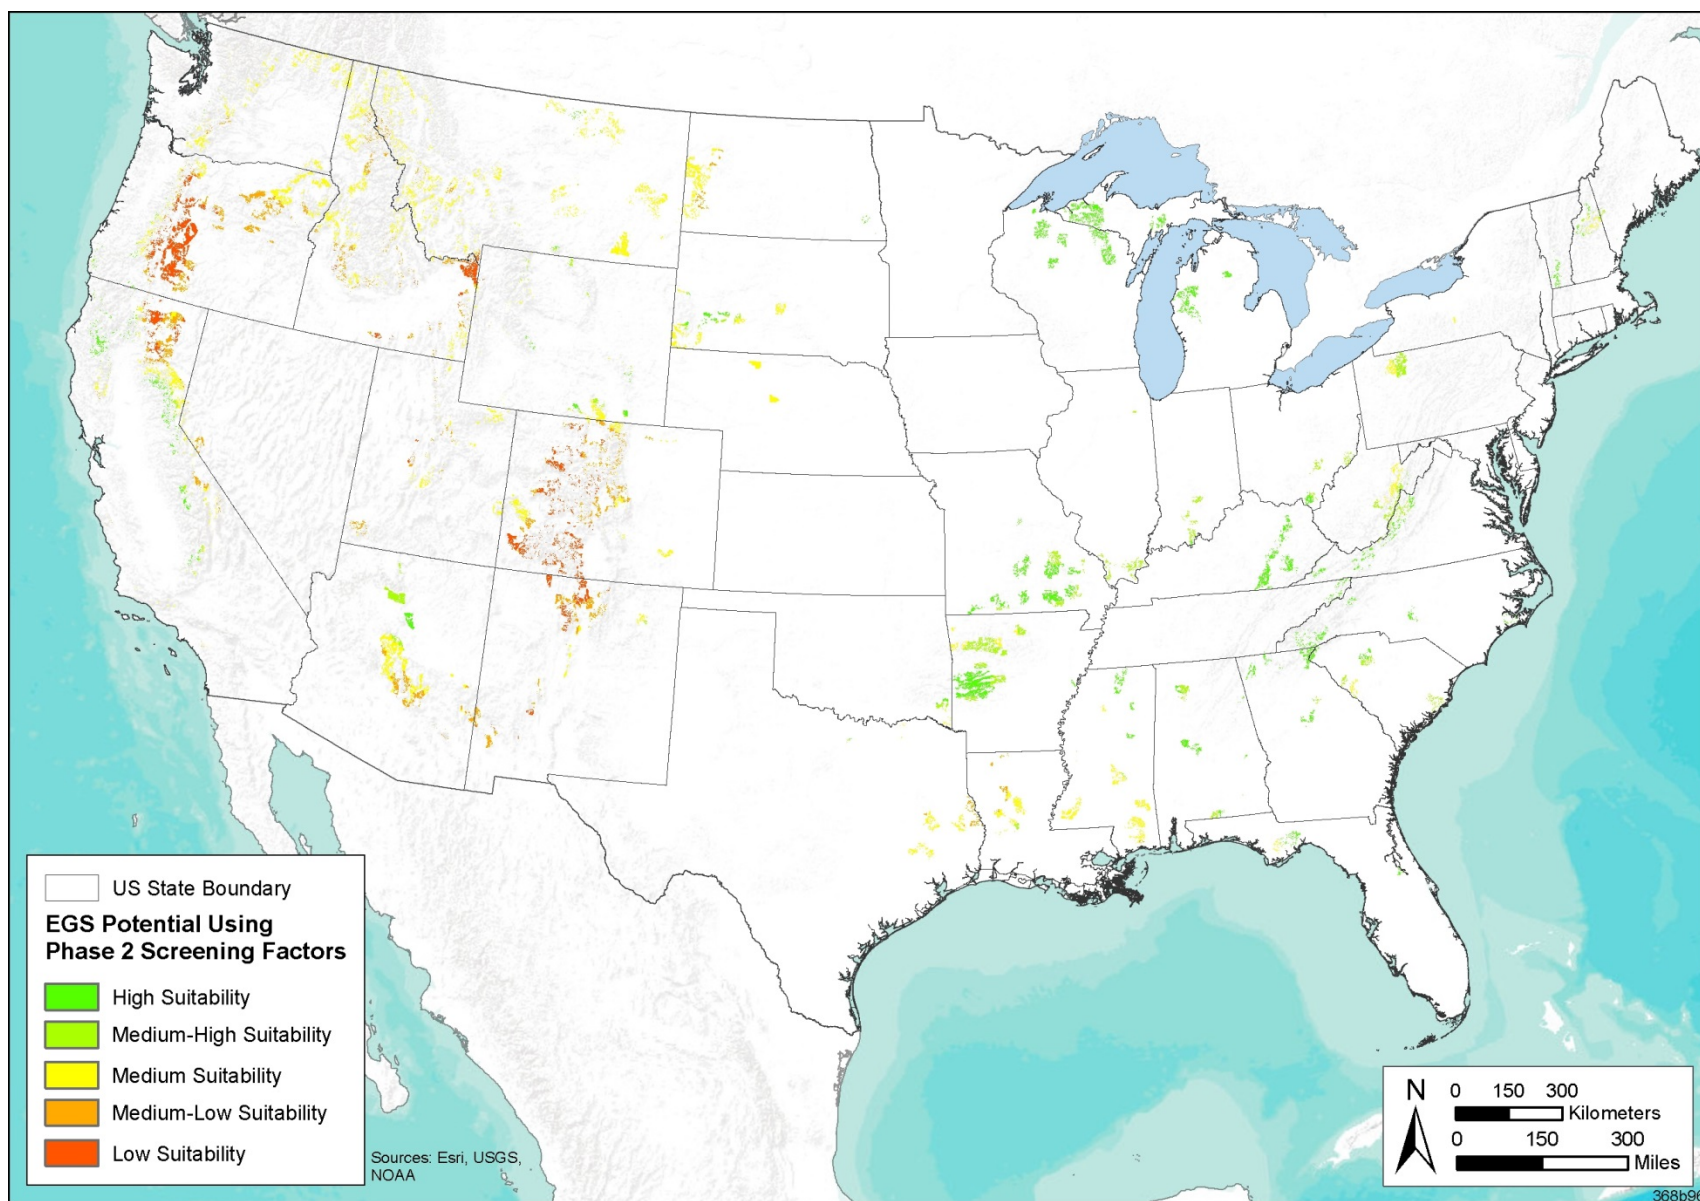 US State Boundary
EGS Potential Using
Phase 2 Screening Factors
High Suitability
Medium-High Suitability
Medium Suitability
Medium-Low Suitability
Low Suitability
Sources: Esri, USGS,
NOAA
N
0 150 300
Kilometers
0 150 300
Miles
368b96